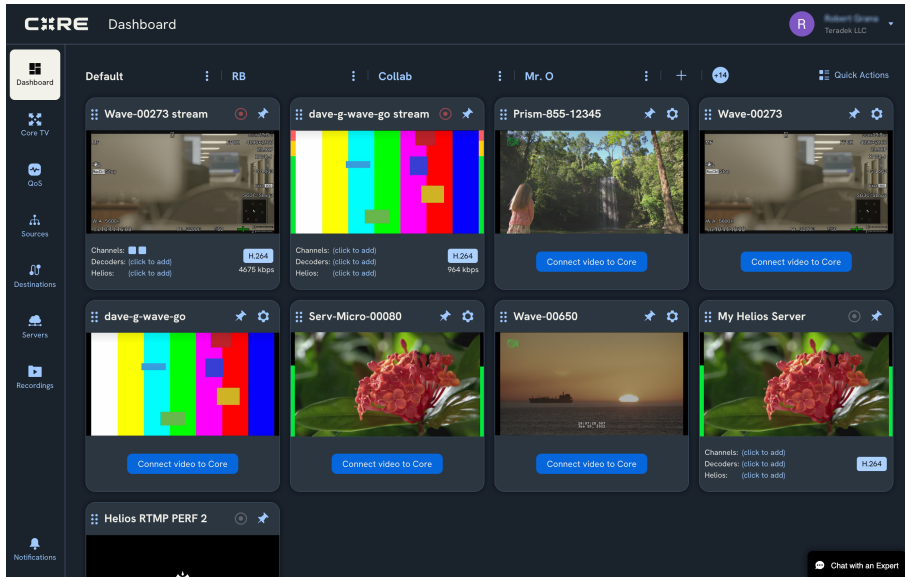 CORE
Dashboard
R
Teradek LLC
Dashboard
Core TV
QoS
Sources
Destinations
Servers
Recordings
Notifications
Default
RB
Collab
Mr. O
+14
Quick Actions
Wave-00273 stream
Channels:
Decoders: (click to add)
Helios: (click to add)
H.264
4675 kbps
dave-g-wave-go stream
Channels: (click to add)
Decoders: (click to add)
Helios: (click to add)
H.264
964 kbps
Prism-855-12345
Connect video to Core
Wave-00273
Connect video to Core
dave-g-wave-go
Connect video to Core
Serv-Micro-00080
Connect video to Core
Wave-00650
Connect video to Core
My Helios Server
Channels: (click to add)
Decoders: (click to add)
Helios: (click to add)
H.264
Helios RTMP PERF 2
Chat with an Expert